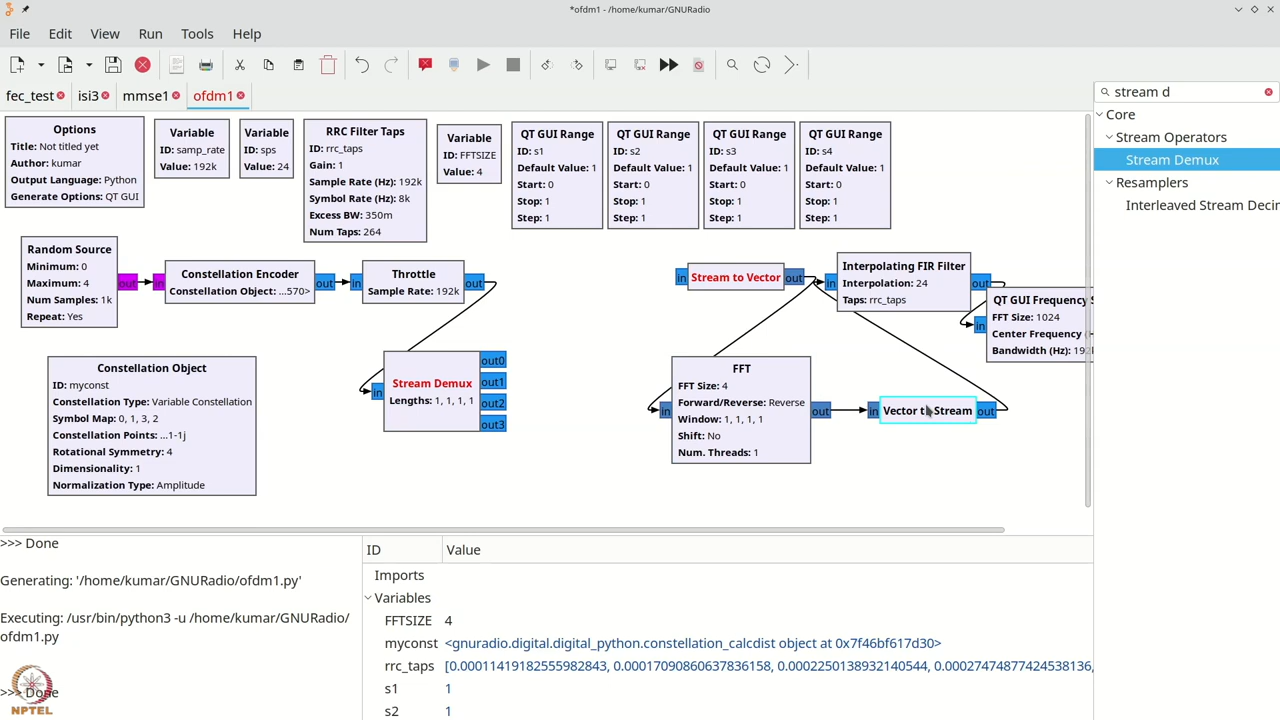 *ofdm1 - /home/kumar/GNURadio
File Edit View Run Tools Help
fec_test isi3 mmse1 ofdm1
stream d
Core
Stream Operators
Stream Demux
Resamplers
Interleaved Stream Decir
Options
Title: Not titled yet
Author: kumar
Output Language: Python
Generate Options: QT GUI
Variable
ID: samp_rate
Value: 192k
Variable
ID: sps
Value: 24
RRC Filter Taps
ID: rrc_taps
Gain: 1
Sample Rate (Hz): 192k
Symbol Rate (Hz): 8k
Excess BW: 350m
Num Taps: 264
Variable
ID: FFTSIZE
Value: 4
QT GUI Range
ID: s1
Default Value: 1
Start: 0
Stop: 1
Step: 1
QT GUI Range
ID: s2
Default Value: 1
Start: 0
Stop: 1
Step: 1
QT GUI Range
ID: s3
Default Value: 1
Start: 0
Stop: 1
Step: 1
QT GUI Range
ID: s4
Default Value: 1
Start: 0
Stop: 1
Step: 1
Random Source
Minimum: 0
Maximum: 4
Num Samples: 1k
Repeat: Yes
out
in
Constellation Encoder
Constellation Object: ...570>
out
in
Throttle
Sample Rate: 192k
out
in
Stream to Vector
out
in
Interpolating FIR Filter
Interpolation: 24
Taps: rrc_taps
out
in
QT GUI Frequency S
FFT Size: 1024
Center Frequency (
Bandwidth (Hz): 192
Constellation Object
ID: myconst
Constellation Type: Variable Constellation
Symbol Map: 0, 1, 3, 2
Constellation Points: ...1-1j
Rotational Symmetry: 4
Dimensionality: 1
Normalization Type: Amplitude
in
Stream Demux
Lengths: 1, 1, 1, 1
out0
out1
out2
out3
in
FFT
FFT Size: 4
Forward/Reverse: Reverse
Window: 1, 1, 1, 1
Shift: No
Num. Threads: 1
out
in
Vector to Stream
out
>>> Done
Generating: '/home/kumar/GNURadio/ofdm1.py'
Executing: /usr/bin/python3 -u /home/kumar/GNURadio/
ofdm1.py
>>> Done
NPTEL
ID Value
Imports
Variables
FFTSIZE 4
myconst <gnuradio.digital.digital_python.constellation_calcdist object at 0x7f46bf617d30>
rrc_taps [0.00011419182555982843, 0.00017090860637836158, 0.0002250138932140544, 0.00027474877424538136,
s1 1
s2 1